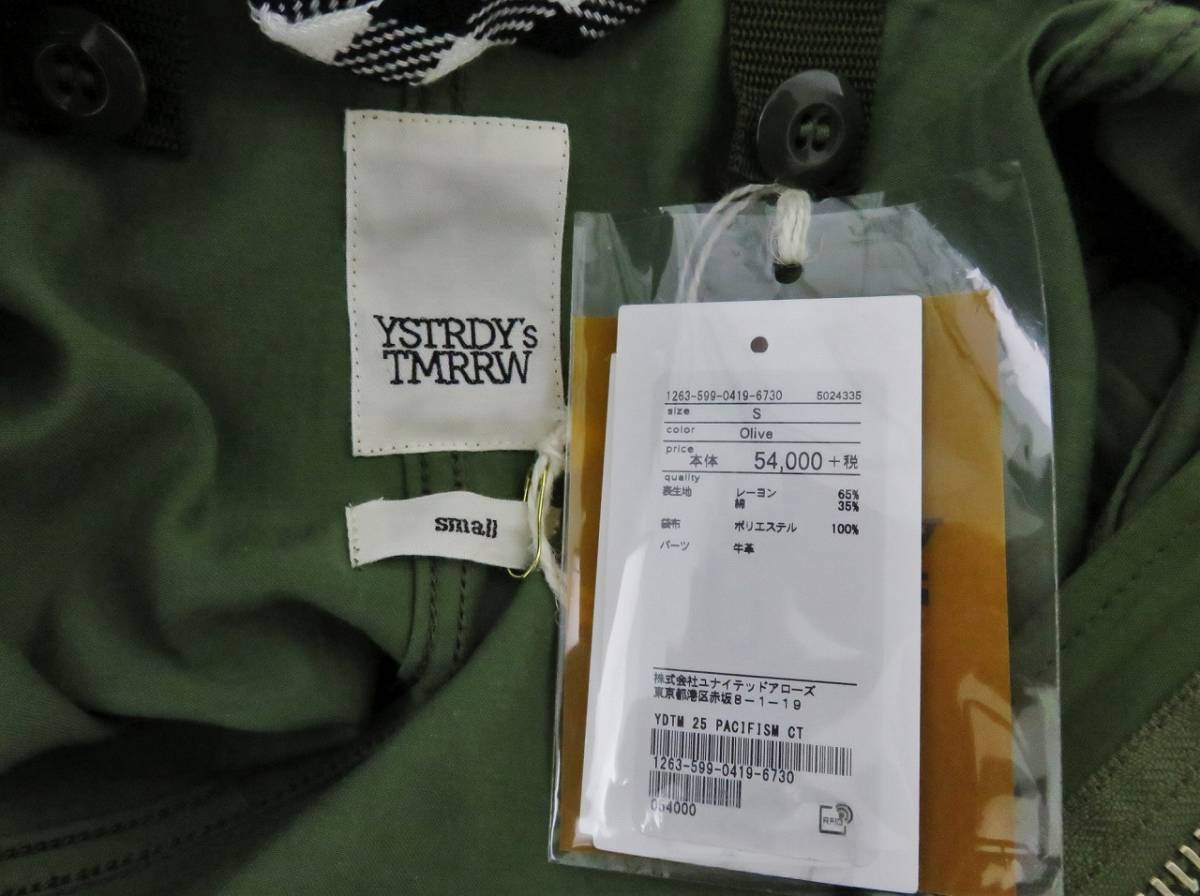 YSTRDY's
TMRRW
small
1263-599-0419-6730 5024335
size S
color Olive
price
本体 54,000+税
quality
表生地 レーヨン 65%
綿 35%
袋布 ポリエステル 100%
パーツ 牛革
株式会社ユナイテッドアローズ
東京都港区赤坂8-1-19
YDTM 25 PACIFISM CT
1263-599-0419-6730
054000
RFID